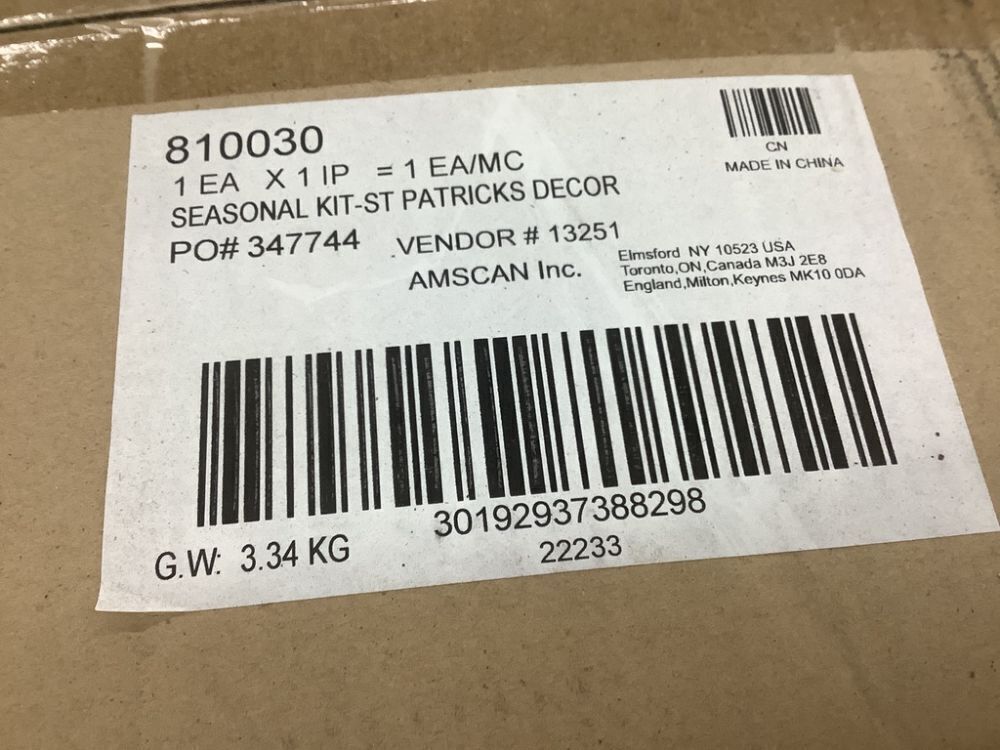 810030
1 EA X 1 IP = 1 EA/MC
SEASONAL KIT-ST PATRICKS DECOR
PO# 347744 VENDOR # 13251
AMSCAN Inc.
CN
MADE IN CHINA
Elmsford NY 10523 USA
Toronto,ON,Canada M3J 2E8
England,Milton,Keynes MK10 0DA
30192937388298
G.W: 3.34 KG
22233